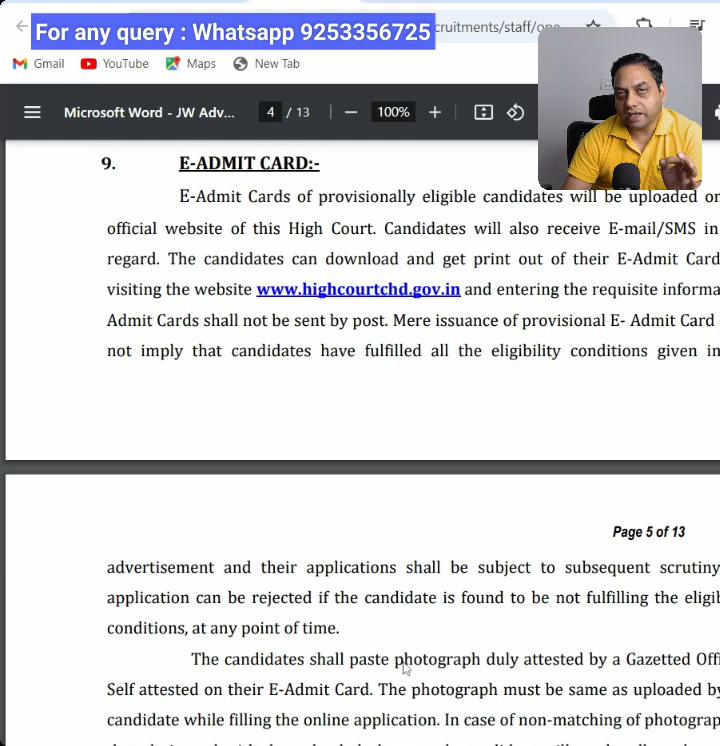 For any query : Whatsapp 9253356725
cruitments/staff/ope
Gmail YouTube Maps New Tab
Microsoft Word - JW Adv... 4 / 13 100%
9. E-ADMIT CARD:-
E-Admit Cards of provisionally eligible candidates will be uploaded on
official website of this High Court. Candidates will also receive E-mail/SMS in
regard. The candidates can download and get print out of their E-Admit Card
visiting the website www.highcourtchd.gov.in and entering the requisite informa
Admit Cards shall not be sent by post. Mere issuance of provisional E- Admit Card
not imply that candidates have fulfilled all the eligibility conditions given in
Page 5 of 13
advertisement and their applications shall be subject to subsequent scrutiny
application can be rejected if the candidate is found to be not fulfilling the eligib
conditions, at any point of time.
The candidates shall paste photograph duly attested by a Gazetted Offi
Self attested on their E-Admit Card. The photograph must be same as uploaded by
candidate while filling the online application. In case of non-matching of photograp